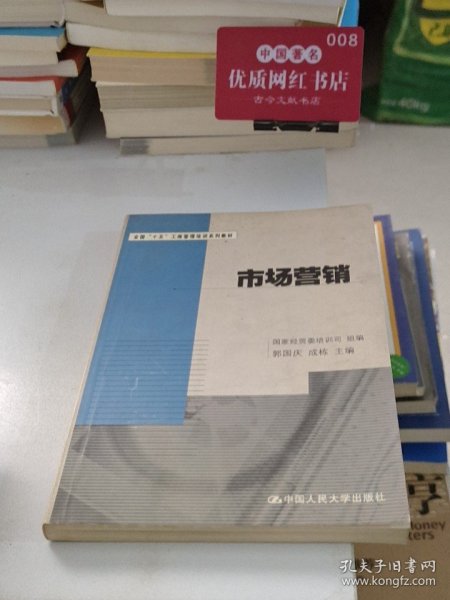 008
中国著名
优质网红书店
古今文献书店
40kg
全国“十五”工商管理培训系列教材
市场营销
国家经贸委培训司 组编
郭国庆 成栋 主编
中国人民大学出版社
Money
孔夫子旧书网
www.kongfz.com